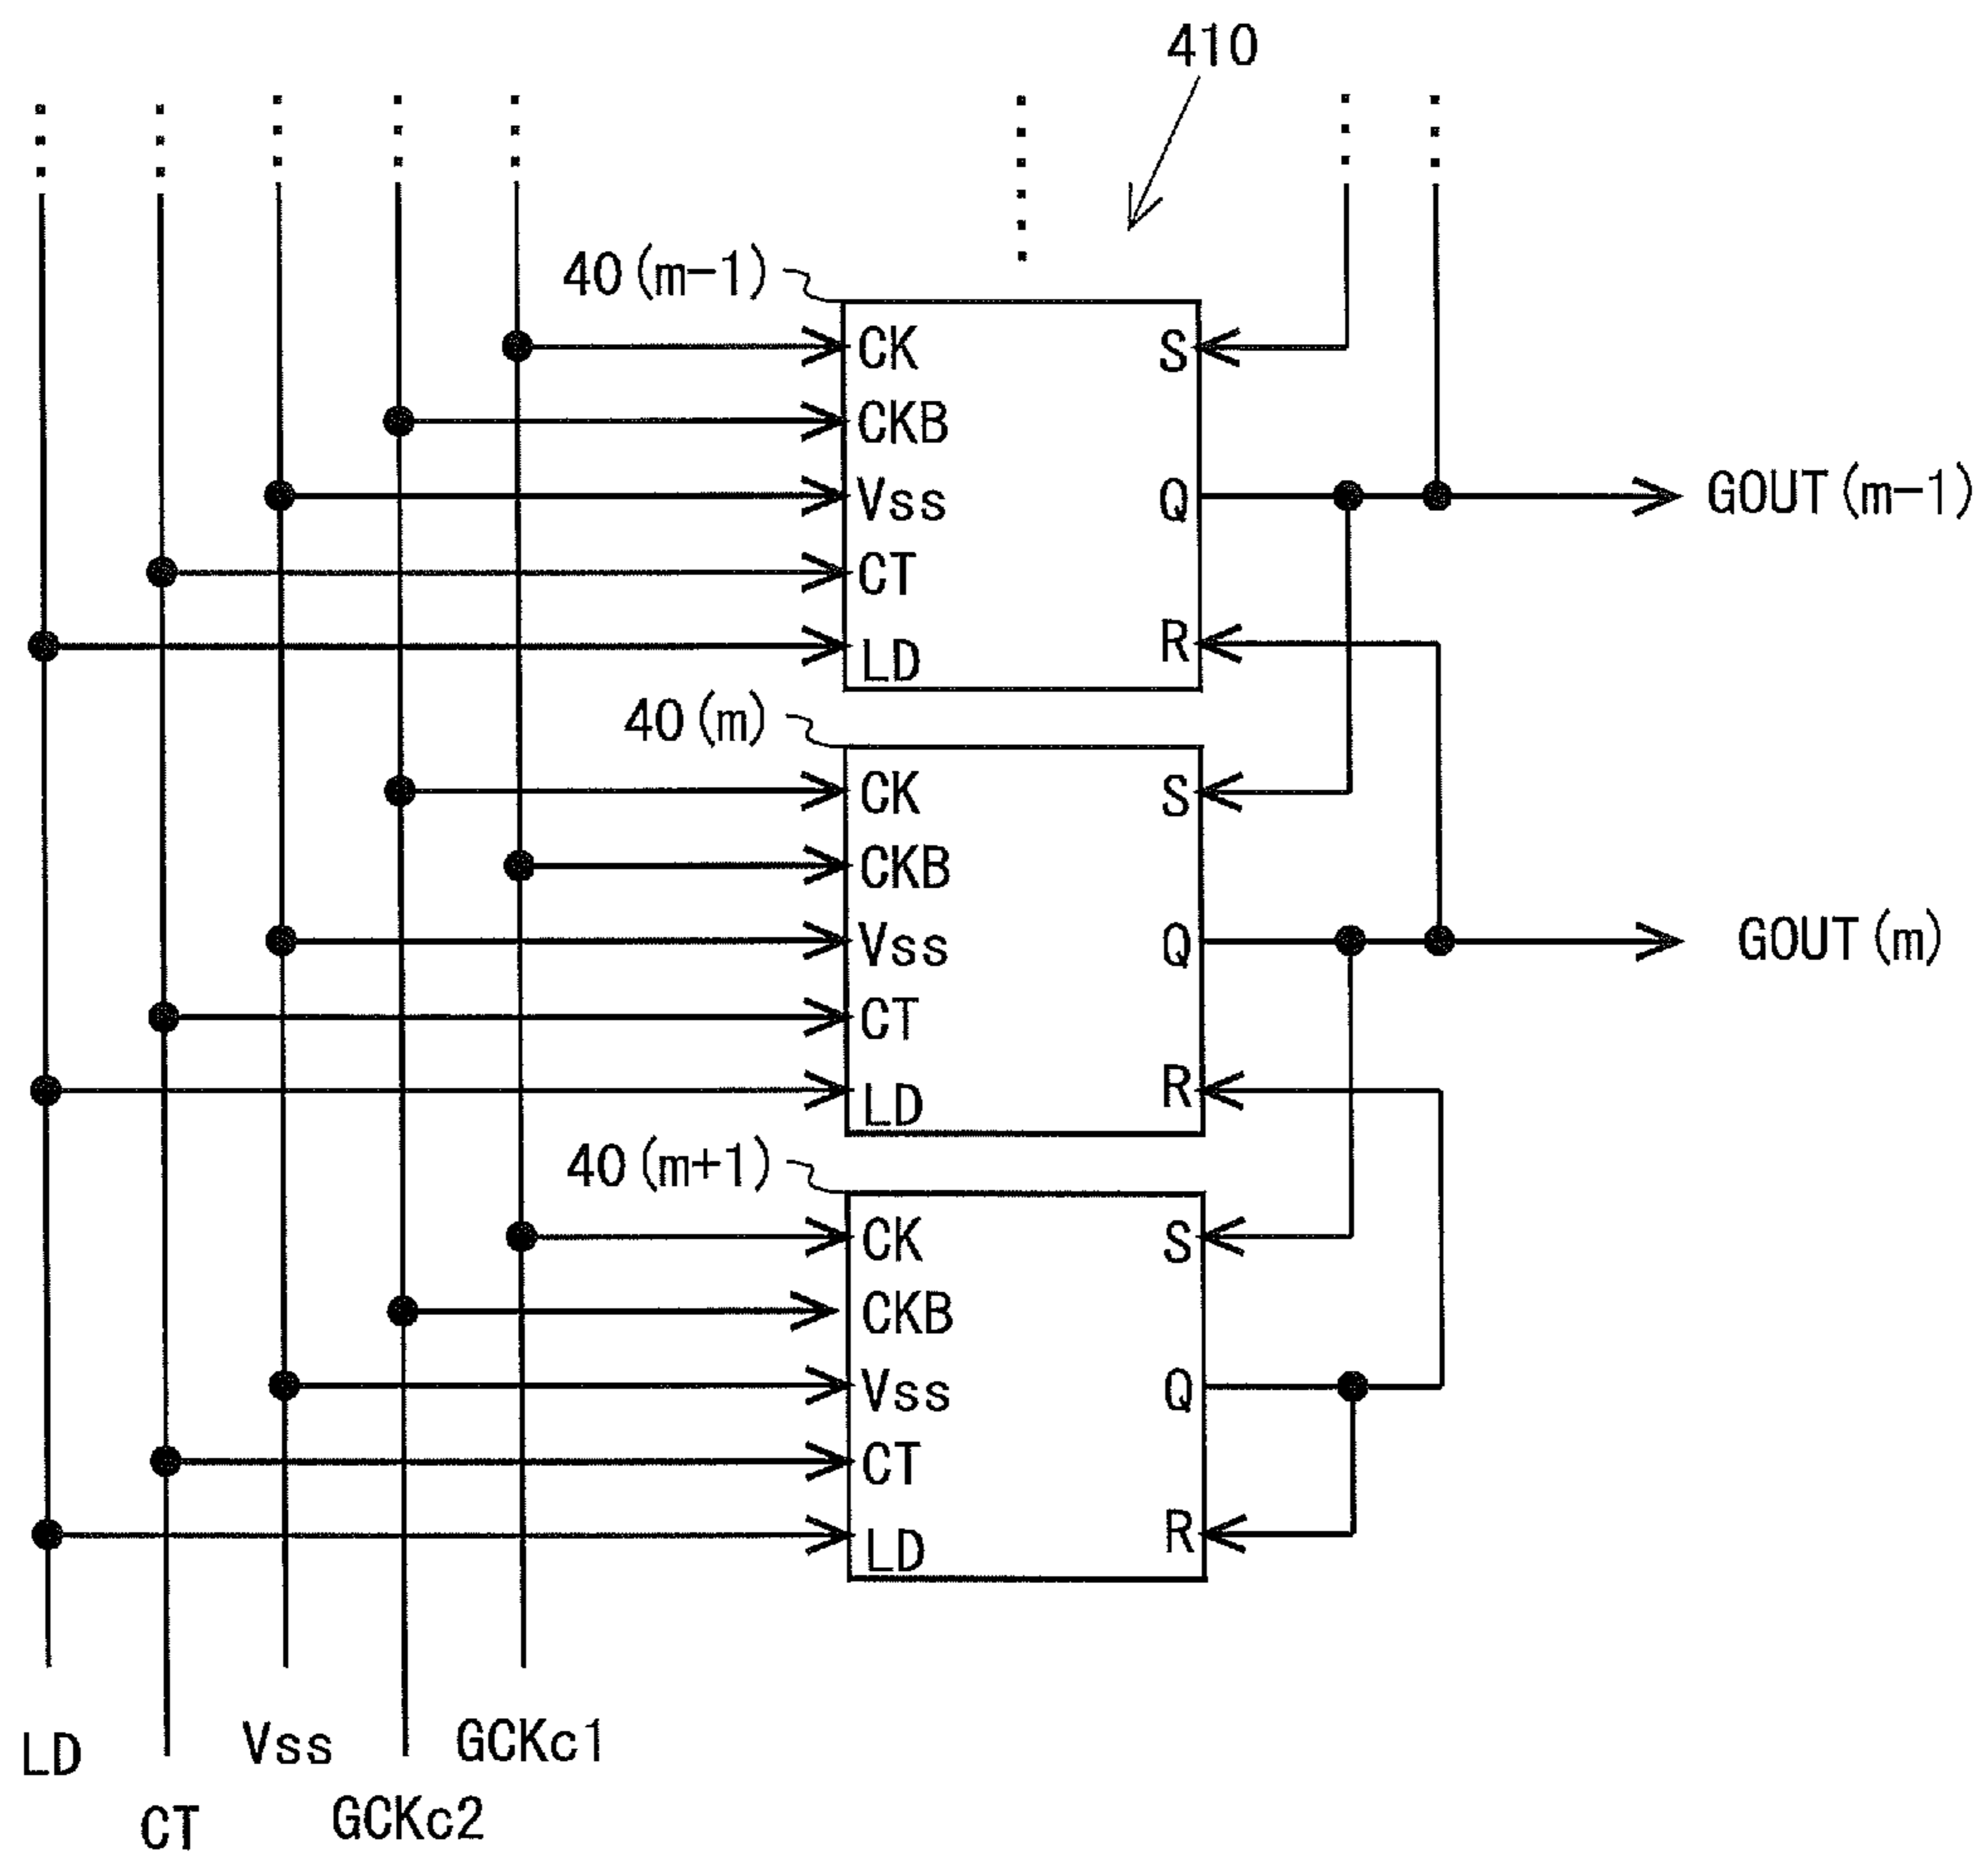 410
40(m-1)
CK
S
CKB
Vss
Q
GOUT(m-1)
CT
R
LD
40(m)
CK
S
CKB
Vss
Q
GOUT(m)
CT
R
LD
40(m+1)
CK
S
CKB
Vss
Q
CT
R
LD
LD
CT
Vss
GCKc2
GCKc1